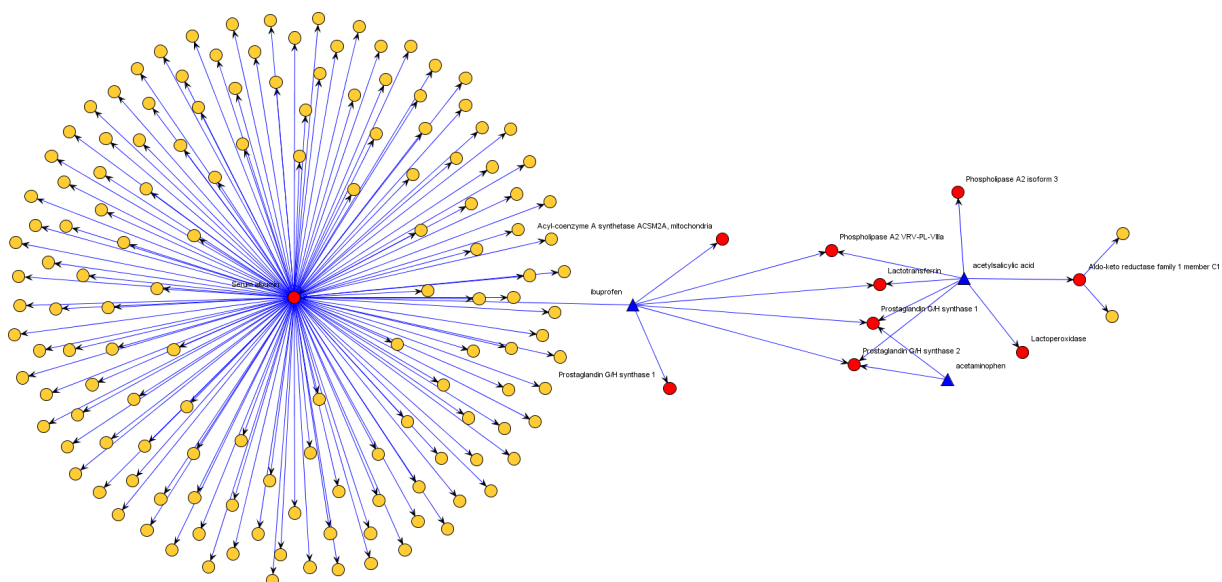 Phospholipase A2 isoform 3
Acyl-coenzyme A synthetase ACSM2A, mitochondria
Phospholipase A2 VRV-PL-VIIIa
acetylsalicylic acid
Lactotransferrin
Aldo-keto reductase family 1 member C1
Serum albumin
ibuprofen
Prostaglandin G/H synthase 1
Lactoperoxidase
Prostaglandin G/H synthase 2
acetaminophen
Prostaglandin G/H synthase 1